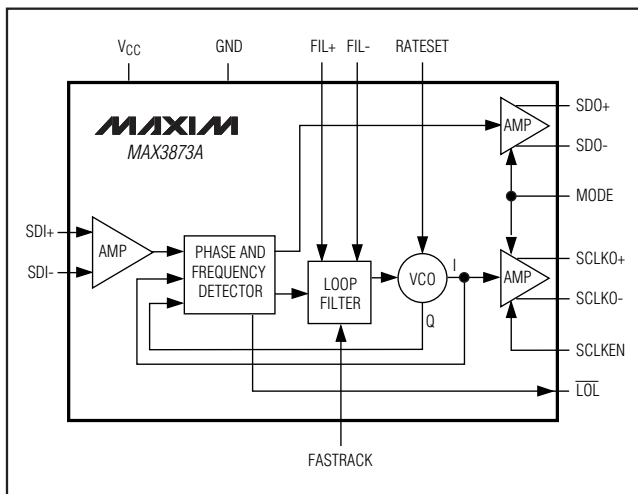 VCC GND FIL+ FIL- RATESET
MAXIM
MAX3873A
SDI+
SDI-
AMP
PHASE AND
FREQUENCY
DETECTOR
LOOP
FILTER
VCO
I
Q
AMP
SDO+
SDO-
MODE
AMP
SCLKO+
SCLKO-
SCLKEN
LOL
FASTRACK